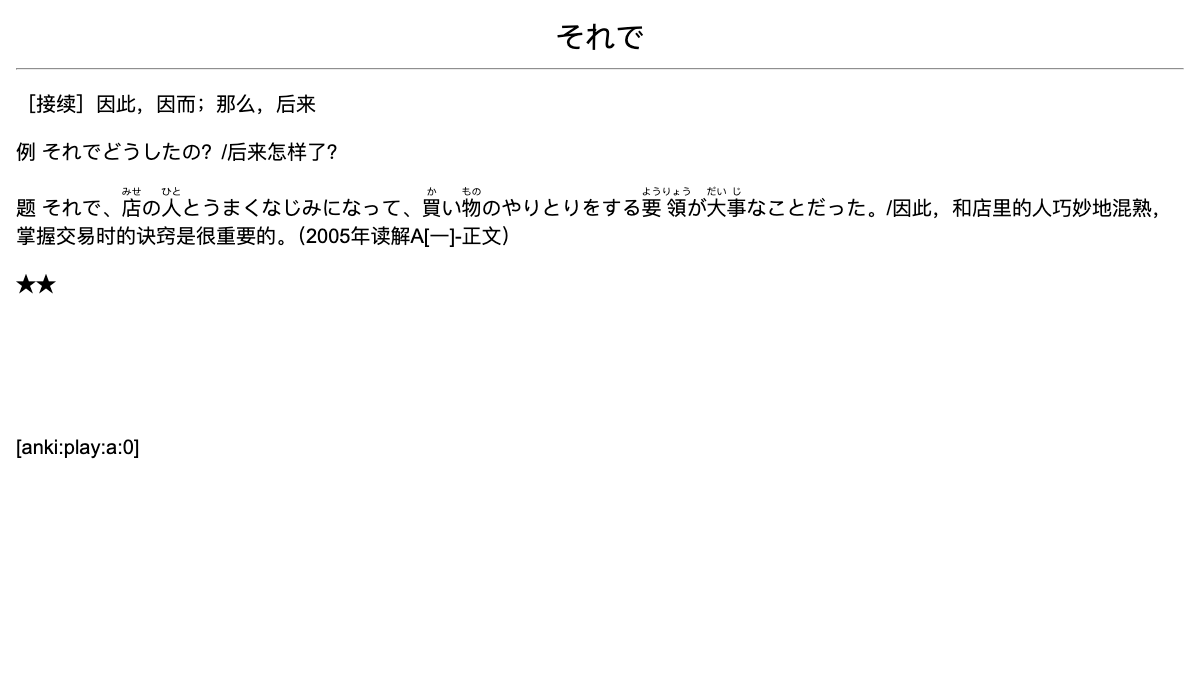 それで
［接续］因此，因而；那么，后来
例 それでどうしたの？/后来怎样了？
みせ ひと か もの ようりょう だい じ
题 それで、店の人とうまくなじみになって、買い物のやりとりをする要領が大事なことだった。/因此，和店里的人巧妙地混熟，
掌握交易时的诀窍是很重要的。（2005年读解A[一]-正文）
★★
[anki:play:a:0]